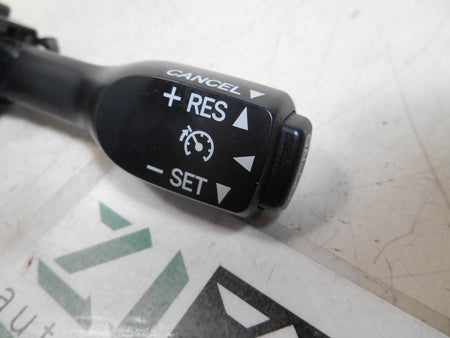 CANCEL ▼
+ RES ▲
− SET ▼
aut